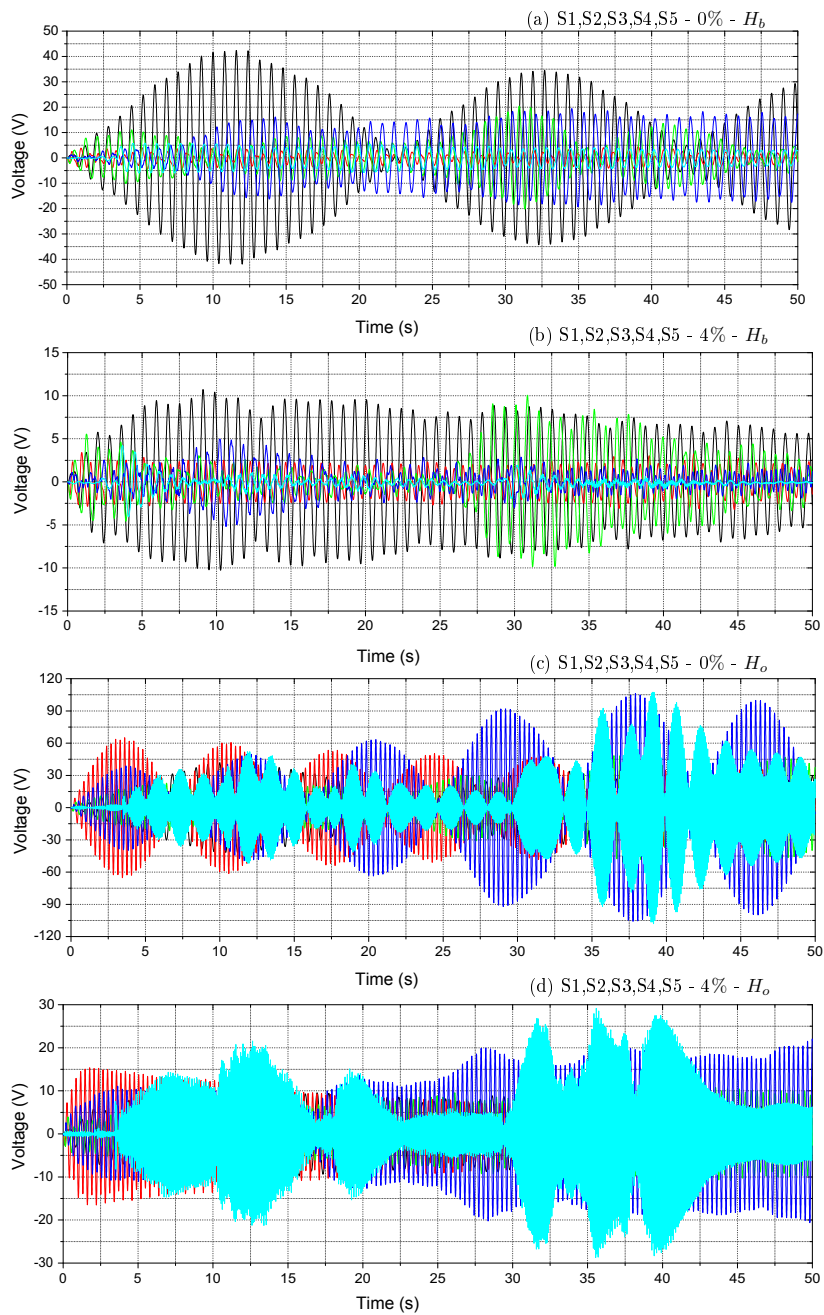 (a) S1,S2,S3,S4,S5 - 0% - H_b
50
40
30
20
10
0
-10
-20
-30
-40
-50
Voltage (V)
0 5 10 15 20 25 30 35 40 45 50
Time (s)
(b) S1,S2,S3,S4,S5 - 4% - H_b
15
10
5
0
-5
-10
-15
Voltage (V)
0 5 10 15 20 25 30 35 40 45 50
Time (s)
(c) S1,S2,S3,S4,S5 - 0% - H_o
120
90
60
30
0
-30
-60
-90
-120
Voltage (V)
0 5 10 15 20 25 30 35 40 45 50
Time (s)
(d) S1,S2,S3,S4,S5 - 4% - H_o
30
20
10
0
-10
-20
-30
Voltage (V)
0 5 10 15 20 25 30 35 40 45 50
Time (s)